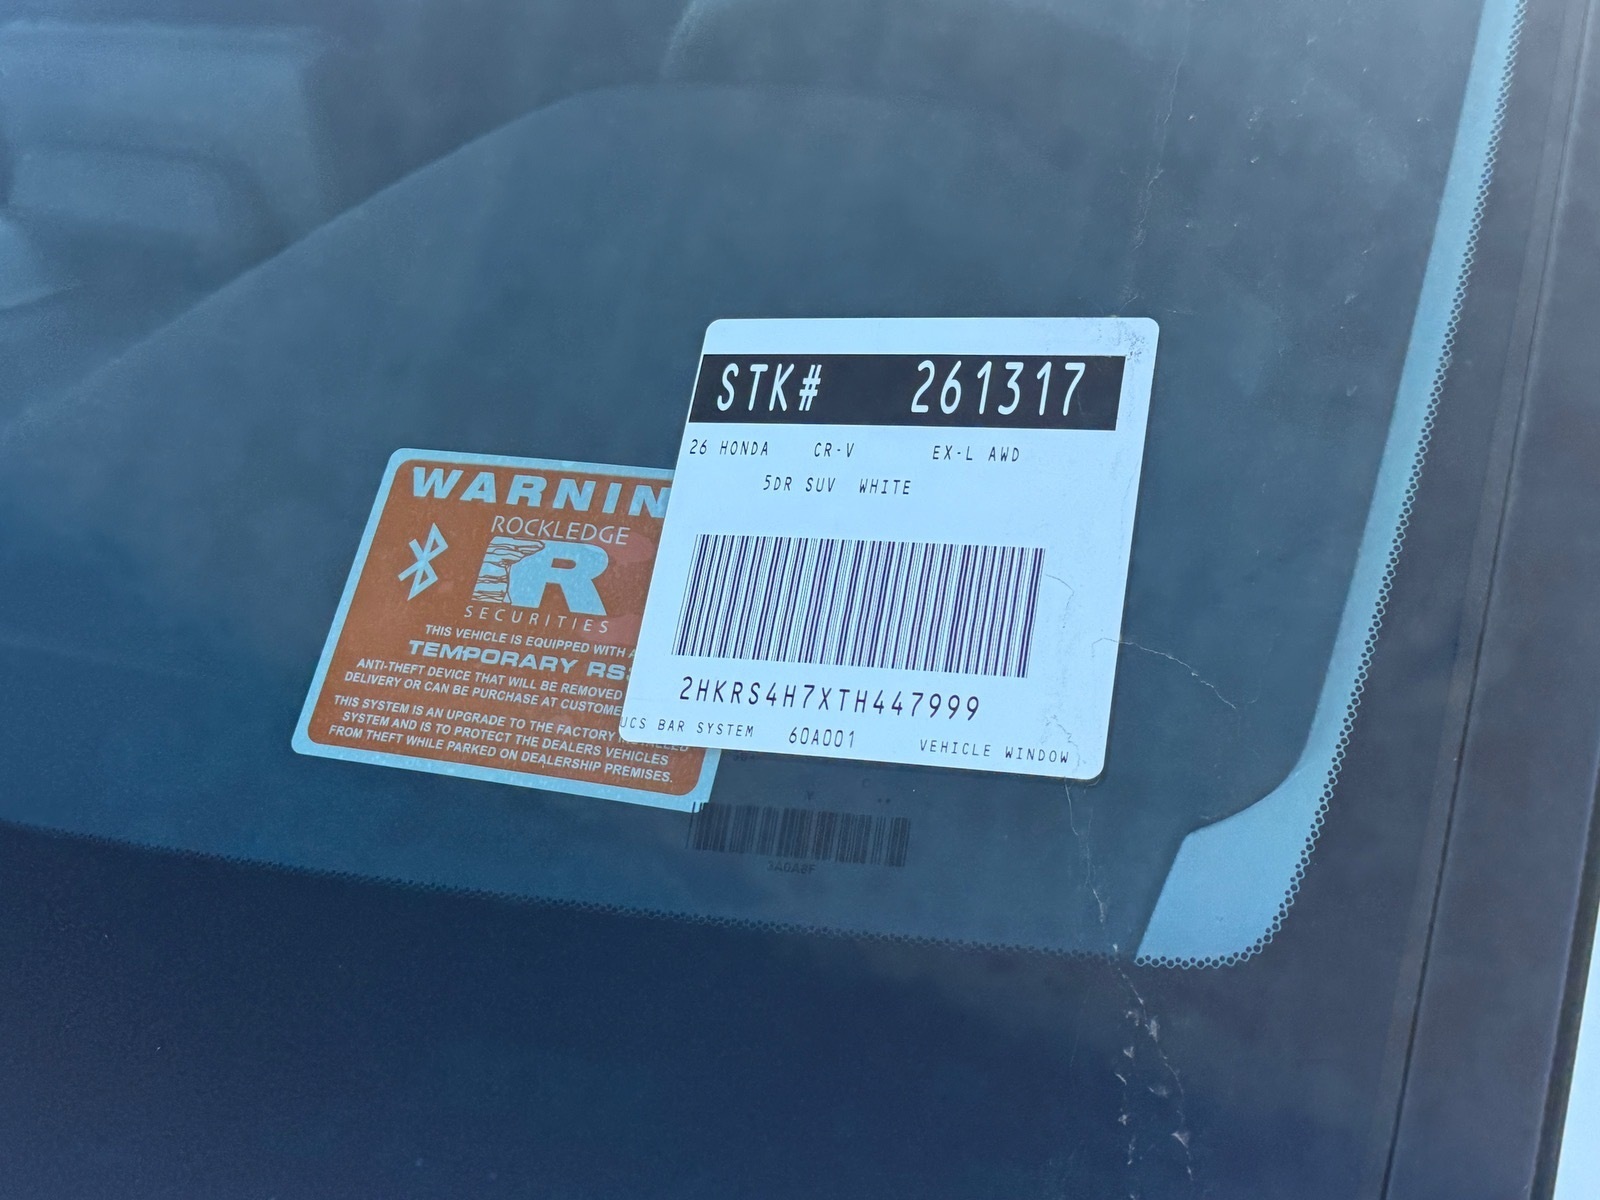 STK# 261317
26 HONDA CR-V EX-L AWD
5DR SUV WHITE
2HKRS4H7XTH447999
UCS BAR SYSTEM 60A001 VEHICLE WINDOW
WARNIN
ROCKLEDGE
R
SECURITIES
THIS VEHICLE IS EQUIPPED WITH A
TEMPORARY RS
ANTI-THEFT DEVICE THAT WILL BE REMOVED
DELIVERY OR CAN BE PURCHASE AT CUSTOME
THIS SYSTEM IS AN UPGRADE TO THE FACTORY
SYSTEM AND IS TO PROTECT THE DEALERS VEHICLES
FROM THEFT WHILE PARKED ON DEALERSHIP PREMISES.